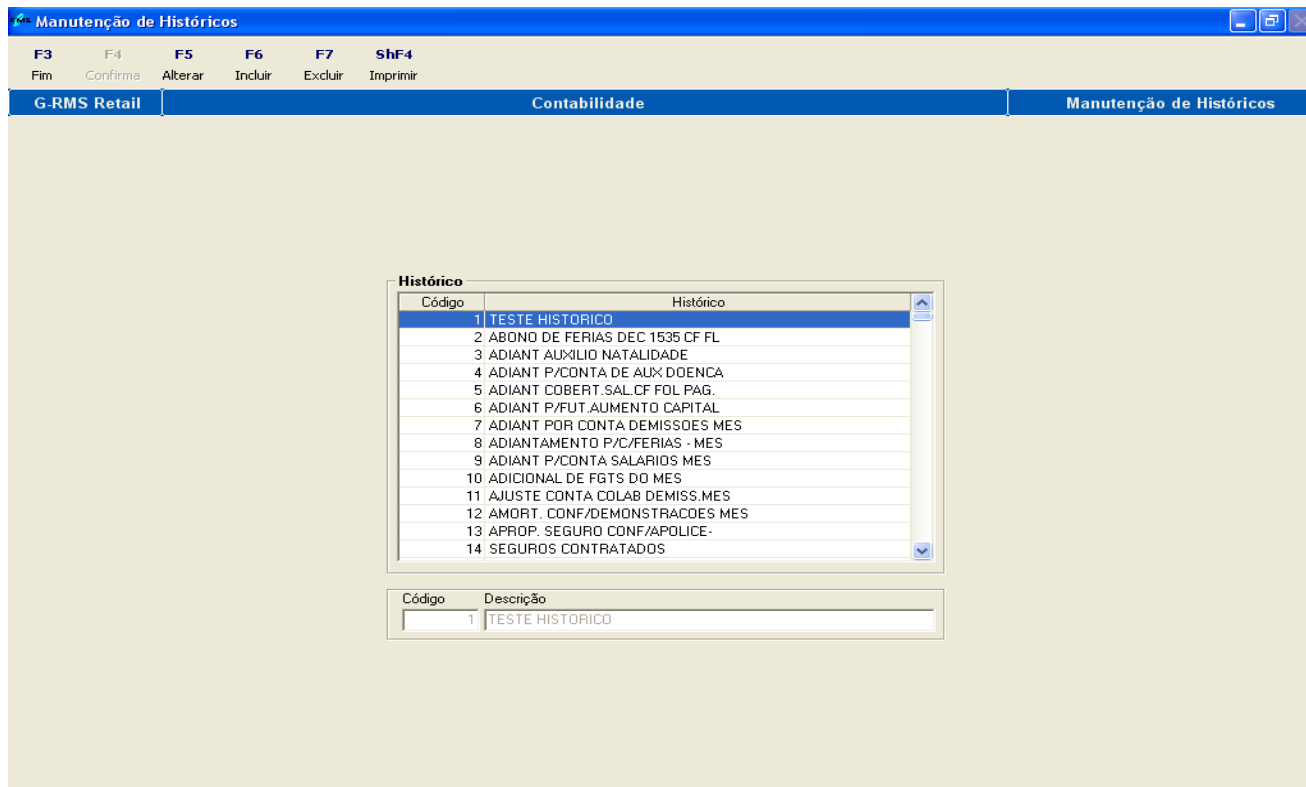 RMS Manutenção de Históricos
F3 F4 F5 F6 F7 ShF4
Fim Confirma Alterar Incluir Excluir Imprimir
G-RMS Retail Contabilidade Manutenção de Históricos
Histórico
Código Histórico
1 TESTE HISTORICO
2 ABONO DE FERIAS DEC 1535 CF FL
3 ADIANT AUXILIO NATALIDADE
4 ADIANT P/CONTA DE AUX DOENCA
5 ADIANT COBERT.SAL.CF FOL PAG.
6 ADIANT P/FUT.AUMENTO CAPITAL
7 ADIANT POR CONTA DEMISSOES MES
8 ADIANTAMENTO P/C/FERIAS - MES
9 ADIANT P/CONTA SALARIOS MES
10 ADICIONAL DE FGTS DO MES
11 AJUSTE CONTA COLAB DEMISS.MES
12 AMORT. CONF/DEMONSTRACOES MES
13 APROP. SEGURO CONF/APOLICE-
14 SEGUROS CONTRATADOS
Código Descrição
1 TESTE HISTORICO